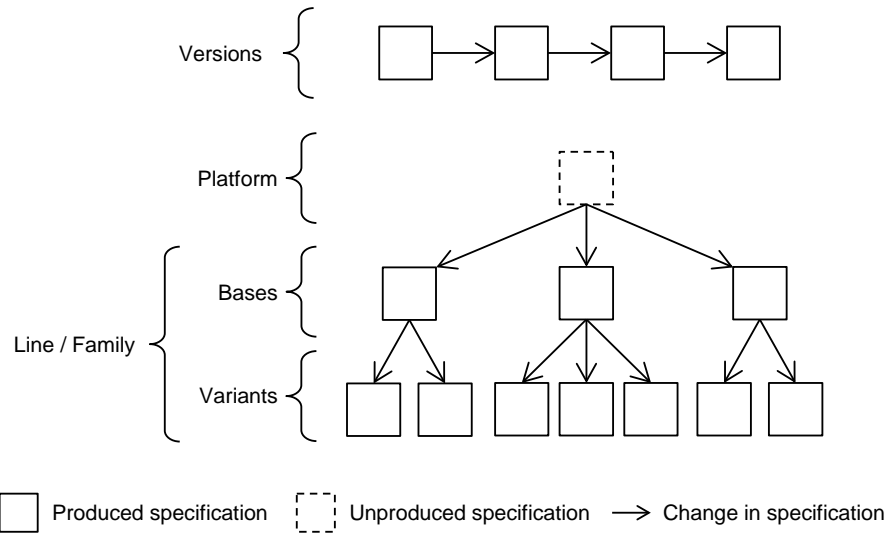 Versions
Platform
Bases
Line / Family
Variants
Produced specification
Unproduced specification
Change in specification